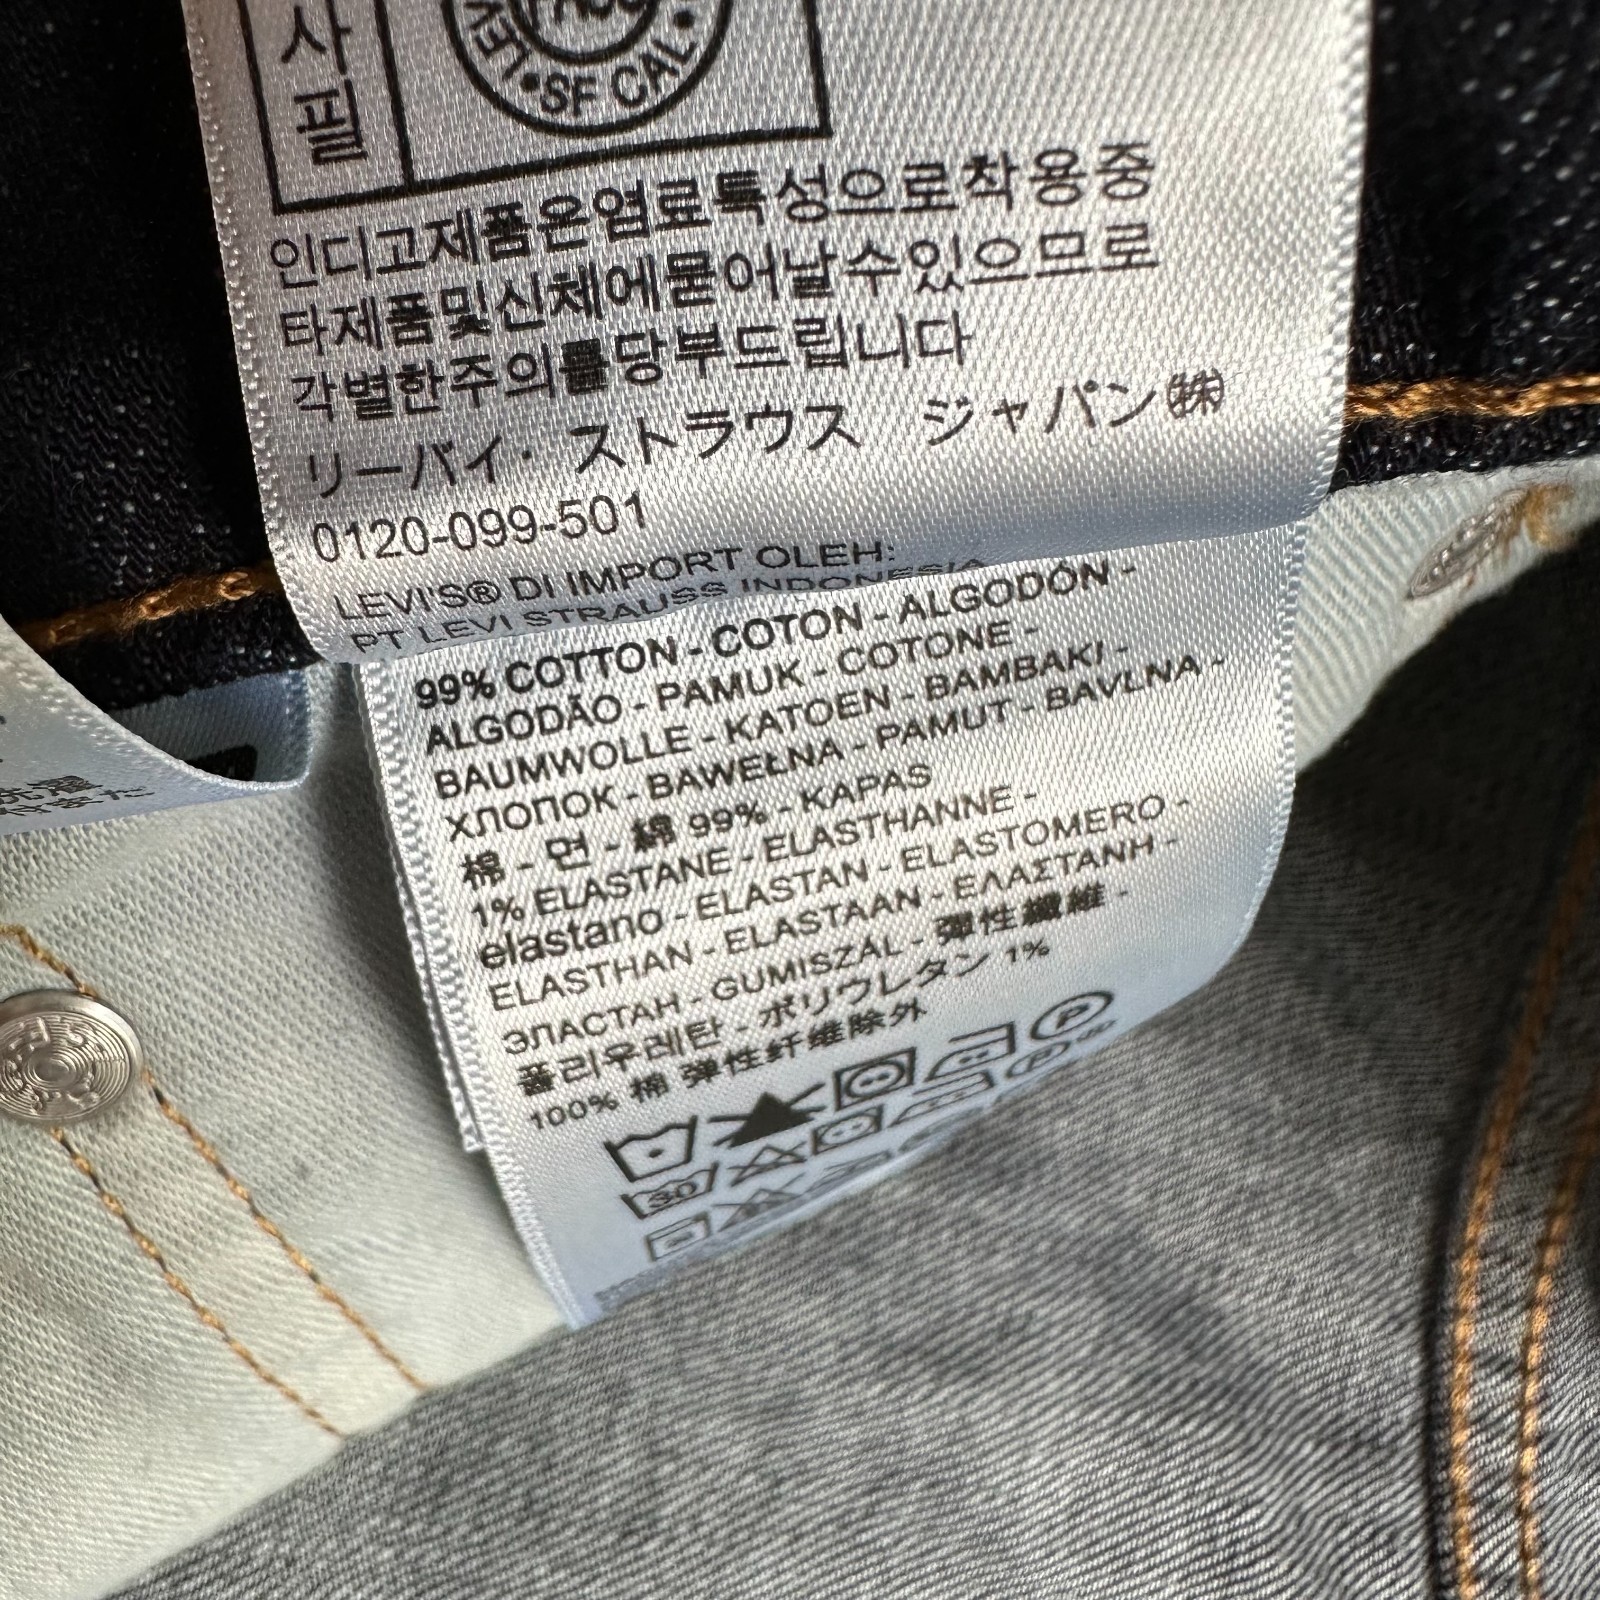 사
필
LEV
SF CAL
인디고제품은염료특성으로착용중
타제품및신체에묻어날수있으므로
각별한주의를당부드립니다
リーバイ・ストラウス ジャパン㈱
0120-099-501
LEVI'S® DI IMPORT OLEH:
PT LEVI STRAUSS INDONESIA
99% COTTON - COTON - ALGODÓN -
ALGODÃO - PAMUK - COTONE -
BAUMWOLLE - KATOEN - BAMBAKI -
ХЛОПОК - BAWEŁNA - PAMUT - BAVLNA -
棉 - 면 - 綿 99% - KAPAS
1% ELASTANE - ELASTHANNE -
elastano - ELASTAN - ELASTOMERO -
ELASTHAN - ELASTAAN - ΕΛΑΣΤΑΝΗ -
ЭЛАСТАН - GUMISZÁL - 彈性纖維 -
폴리우레탄 - ポリウレタン 1%
100% 棉 弹性纤维除外
P
30
P